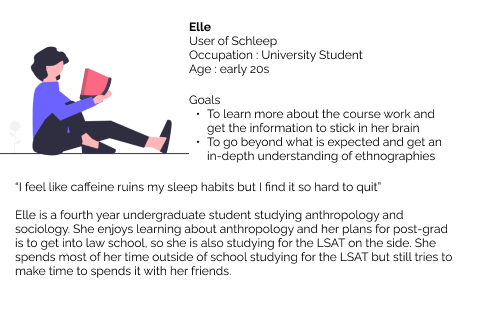 Elle
User of Schleep
Occupation : University Student
Age : early 20s
Goals
• To learn more about the course work and
get the information to stick in her brain
• To go beyond what is expected and get an
in-depth understanding of ethnographies
“I feel like caffeine ruins my sleep habits but I find it so hard to quit”
Elle is a fourth year undergraduate student studying anthropology and
sociology. She enjoys learning about anthropology and her plans for post-grad
is to get into law school, so she is also studying for the LSAT on the side. She
spends most of her time outside of school studying for the LSAT but still tries to
make time to spends it with her friends.